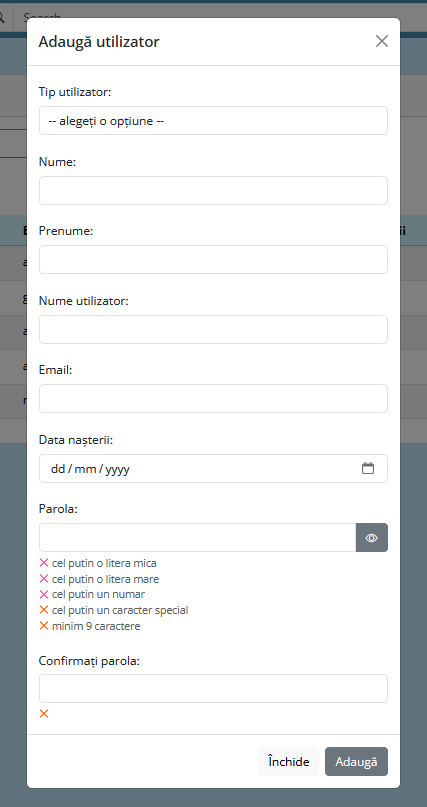 Search
Adaugă utilizator
Tip utilizator:
-- alegeți o opțiune --
Nume:
Prenume:
Nume utilizator:
Email:
Data nașterii:
dd / mm / yyyy
Parola:
cel putin o litera mica
cel putin o litera mare
cel putin un numar
cel putin un caracter special
minim 9 caractere
Confirmați parola:
Închide
Adaugă